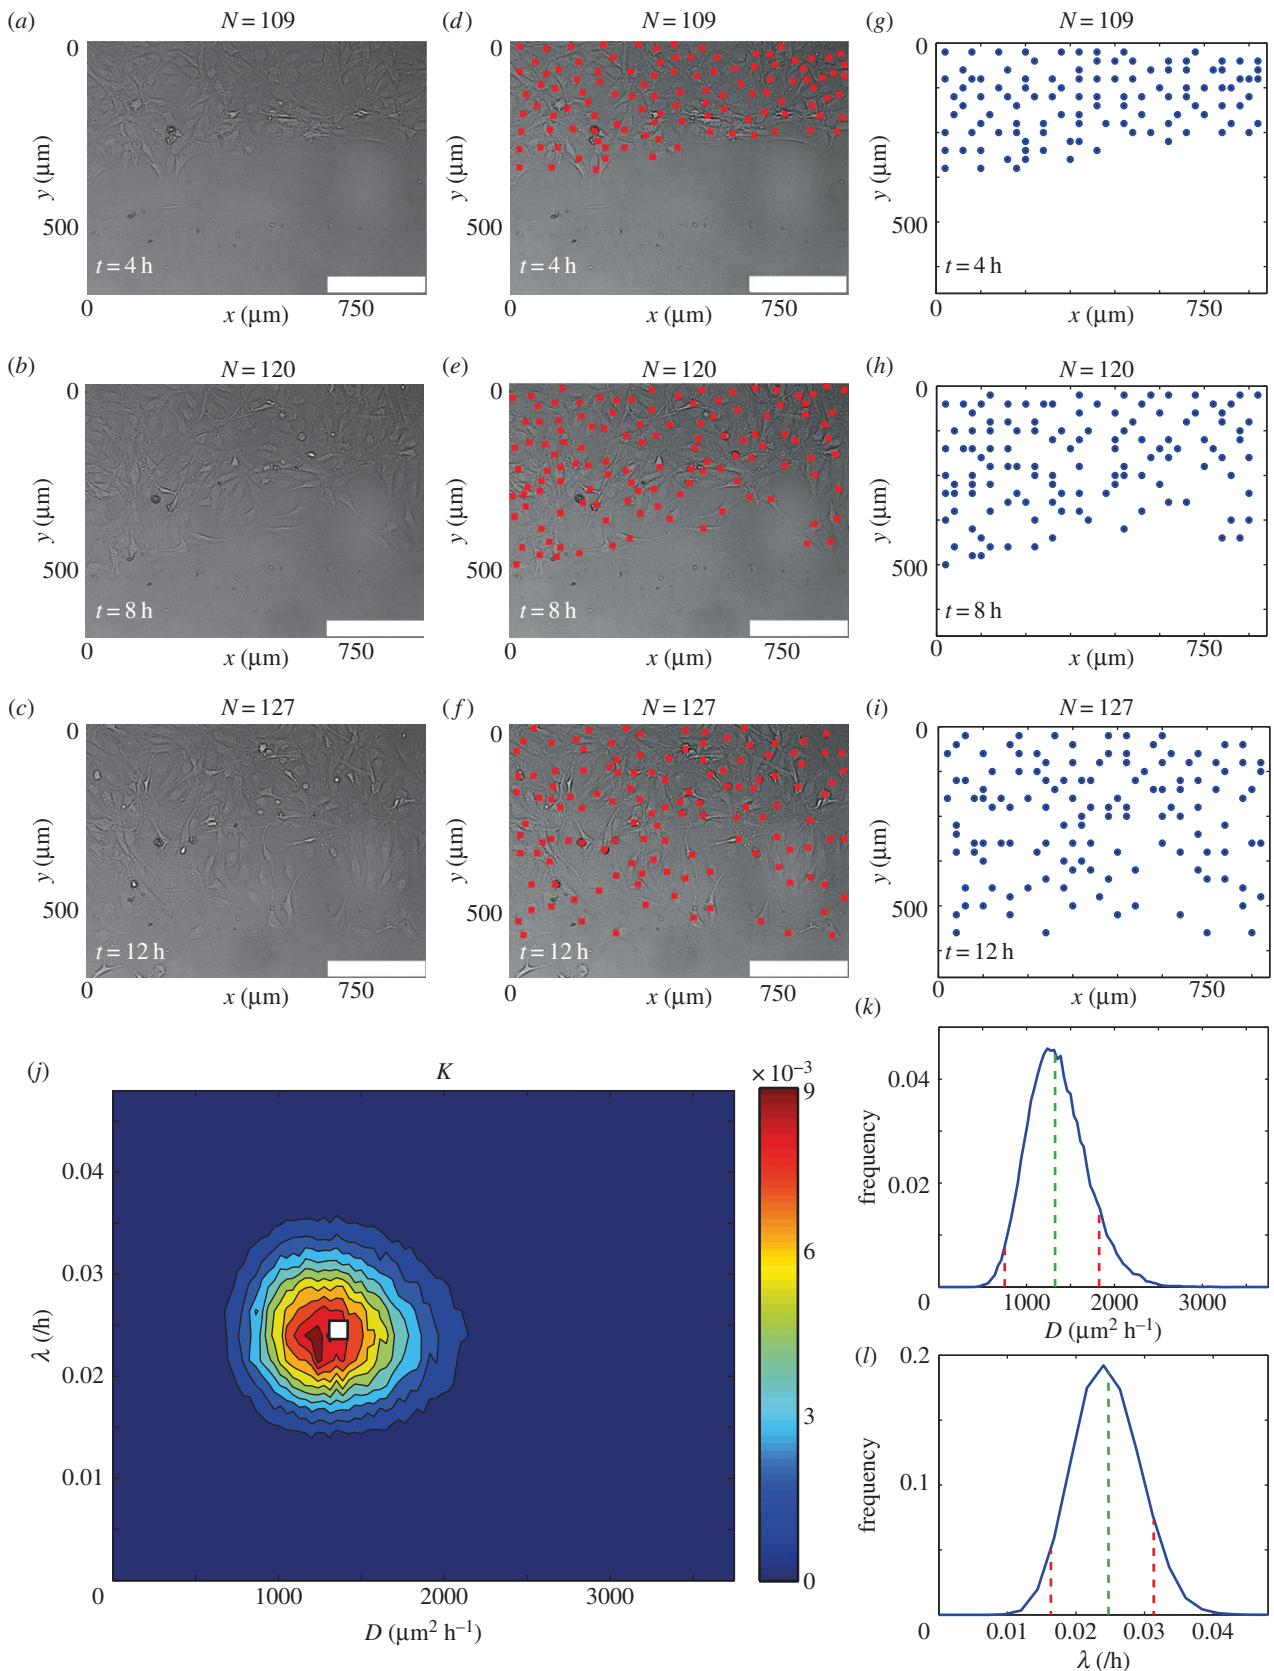 (a) N = 109
0
y (μm)
500
t = 4 h
0 750
x (μm)
(d) N = 109
0
y (μm)
500
t = 4 h
0 750
x (μm)
(g) N = 109
0
y (μm)
500
t = 4 h
0 750
x (μm)
(b) N = 120
0
y (μm)
500
t = 8 h
0 750
x (μm)
(e) N = 120
0
y (μm)
500
t = 8 h
0 750
x (μm)
(h) N = 120
0
y (μm)
500
t = 8 h
0 750
x (μm)
(c) N = 127
0
y (μm)
500
t = 12 h
0 750
x (μm)
(f) N = 127
0
y (μm)
500
t = 12 h
0 750
x (μm)
(i) N = 127
0
y (μm)
500
t = 12 h
0 750
x (μm)
(j) K
× 10⁻³
9
6
3
0
0.04
0.03
0.02
0.01
λ (/h)
0 1000 2000 3000
D (μm² h⁻¹)
(k)
0.04
0.02
frequency
0 1000 2000 3000
D (μm² h⁻¹)
(l)
0.2
0.1
frequency
0 0.01 0.02 0.03 0.04
λ (/h)